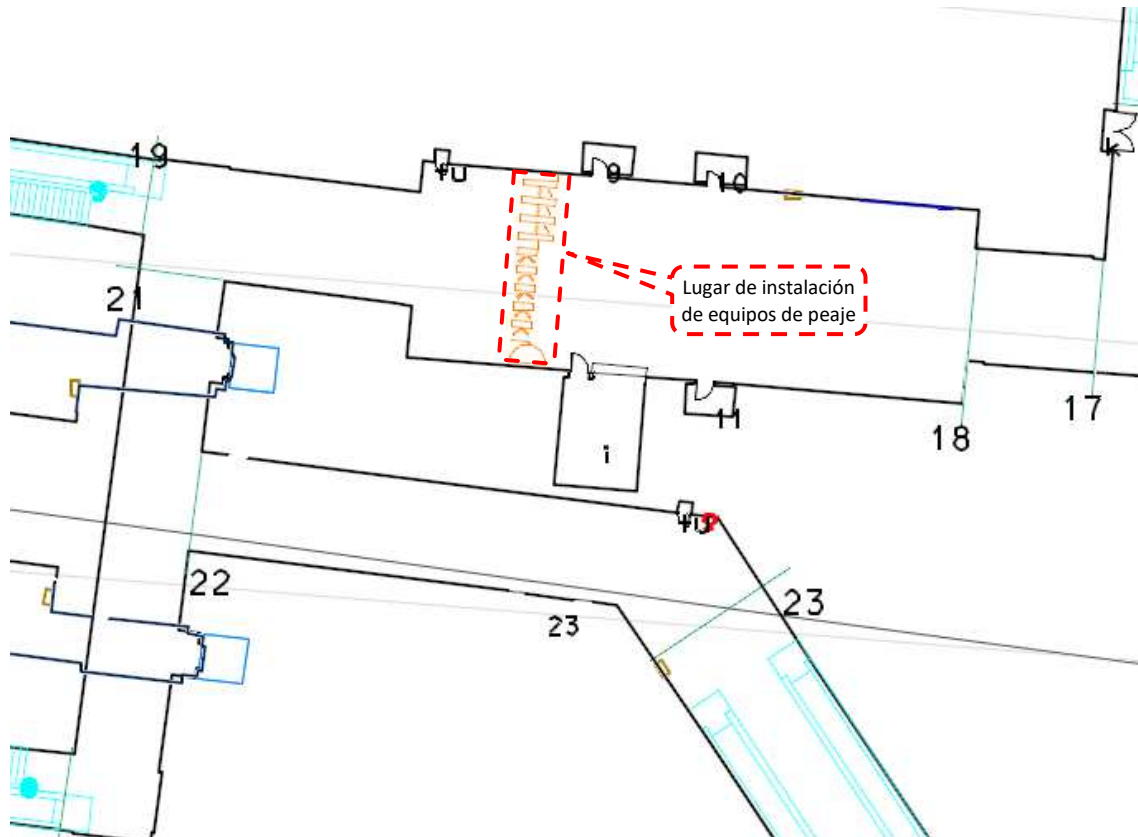 19
9
10
k
21
Lugar de instalación
de equipos de peaje
17
11
18
i
22
23
23